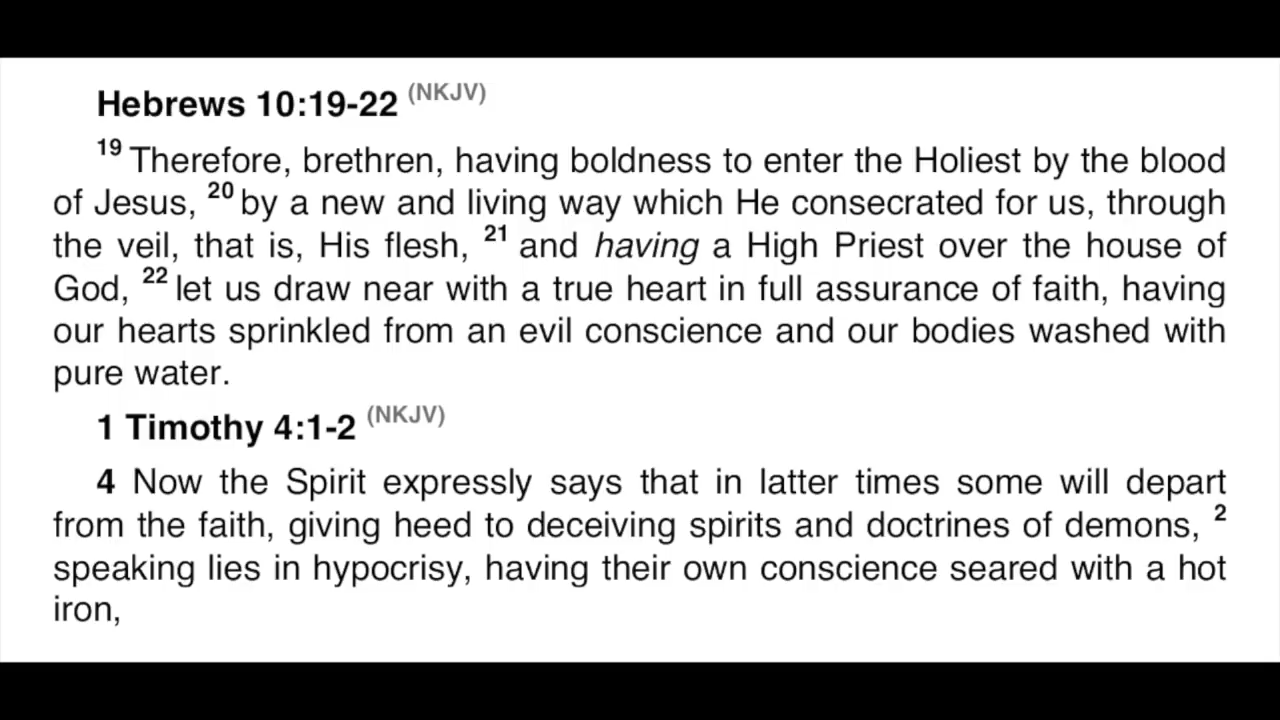 Hebrews 10:19-22 (NKJV)
19 Therefore, brethren, having boldness to enter the Holiest by the blood
of Jesus, 20 by a new and living way which He consecrated for us, through
the veil, that is, His flesh, 21 and having a High Priest over the house of
God, 22 let us draw near with a true heart in full assurance of faith, having
our hearts sprinkled from an evil conscience and our bodies washed with
pure water.
1 Timothy 4:1-2 (NKJV)
4 Now the Spirit expressly says that in latter times some will depart
from the faith, giving heed to deceiving spirits and doctrines of demons, 2
speaking lies in hypocrisy, having their own conscience seared with a hot
iron,